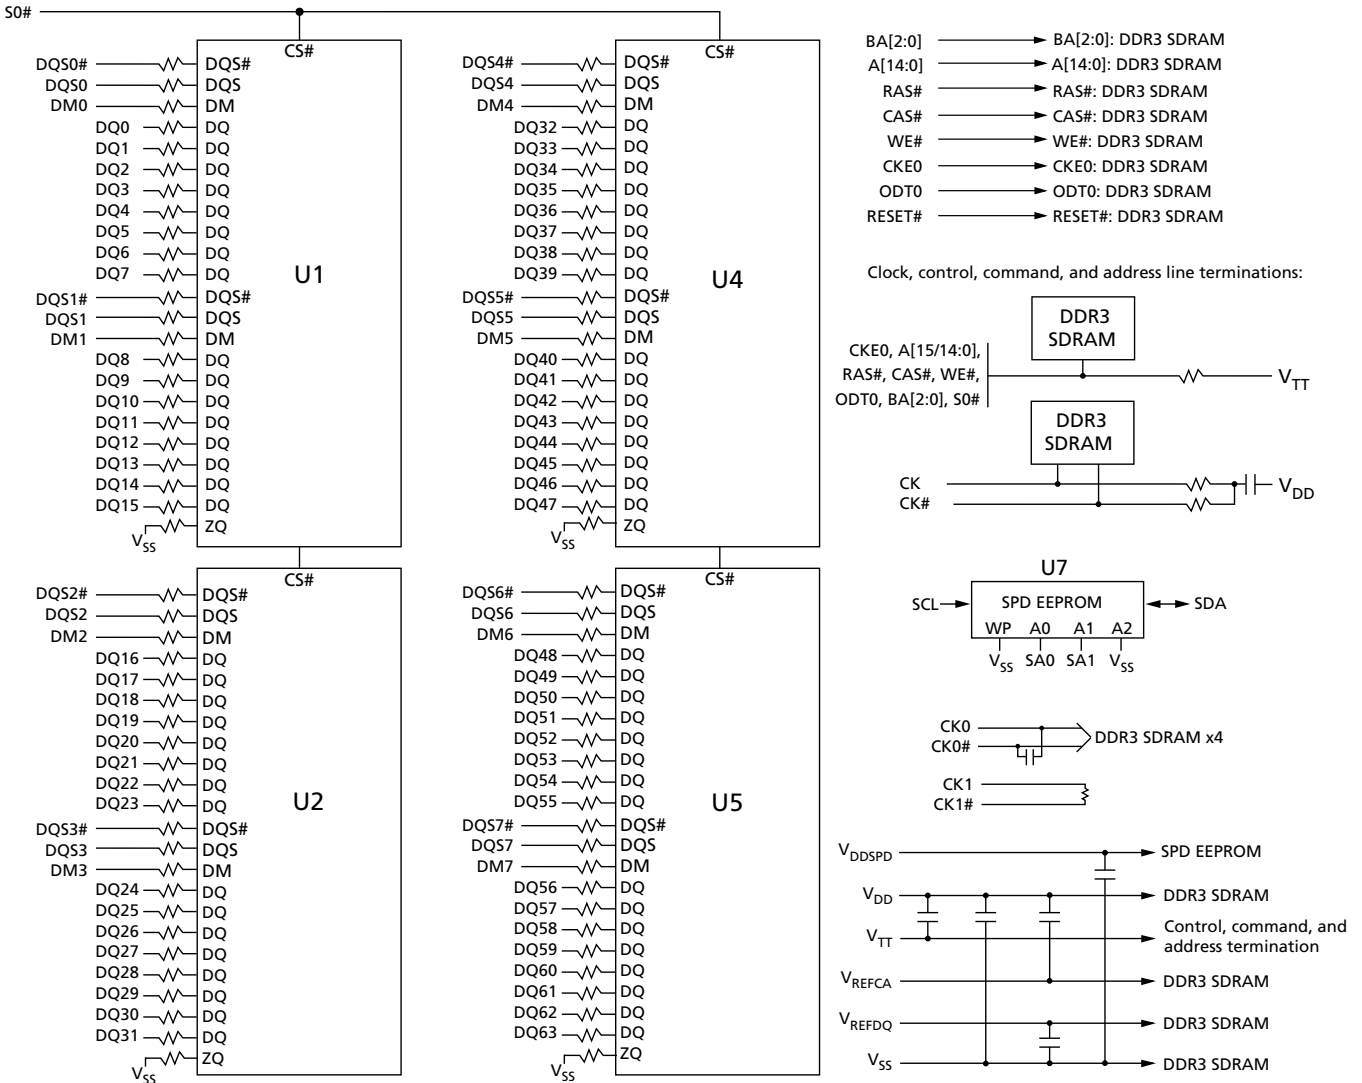 S0#
CS#
DQS0# DQS#
DQS0 DQS
DM0 DM
DQ0 DQ
DQ1 DQ
DQ2 DQ
DQ3 DQ
DQ4 DQ
DQ5 DQ
DQ6 DQ
DQ7 DQ
U1
DQS1# DQS#
DQS1 DQS
DM1 DM
DQ8 DQ
DQ9 DQ
DQ10 DQ
DQ11 DQ
DQ12 DQ
DQ13 DQ
DQ14 DQ
DQ15 DQ
VSS ZQ
CS#
DQS2# DQS#
DQS2 DQS
DM2 DM
DQ16 DQ
DQ17 DQ
DQ18 DQ
DQ19 DQ
DQ20 DQ
DQ21 DQ
DQ22 DQ
DQ23 DQ
U2
DQS3# DQS#
DQS3 DQS
DM3 DM
DQ24 DQ
DQ25 DQ
DQ26 DQ
DQ27 DQ
DQ28 DQ
DQ29 DQ
DQ30 DQ
DQ31 DQ
VSS ZQ
CS#
DQS4# DQS#
DQS4 DQS
DM4 DM
DQ32 DQ
DQ33 DQ
DQ34 DQ
DQ35 DQ
DQ36 DQ
DQ37 DQ
DQ38 DQ
DQ39 DQ
U4
DQS5# DQS#
DQS5 DQS
DM5 DM
DQ40 DQ
DQ41 DQ
DQ42 DQ
DQ43 DQ
DQ44 DQ
DQ45 DQ
DQ46 DQ
DQ47 DQ
VSS ZQ
CS#
DQS6# DQS#
DQS6 DQS
DM6 DM
DQ48 DQ
DQ49 DQ
DQ50 DQ
DQ51 DQ
DQ52 DQ
DQ53 DQ
DQ54 DQ
DQ55 DQ
U5
DQS7# DQS#
DQS7 DQS
DM7 DM
DQ56 DQ
DQ57 DQ
DQ58 DQ
DQ59 DQ
DQ60 DQ
DQ61 DQ
DQ62 DQ
DQ63 DQ
VSS ZQ
BA[2:0] BA[2:0]: DDR3 SDRAM
A[14:0] A[14:0]: DDR3 SDRAM
RAS# RAS#: DDR3 SDRAM
CAS# CAS#: DDR3 SDRAM
WE# WE#: DDR3 SDRAM
CKE0 CKE0: DDR3 SDRAM
ODT0 ODT0: DDR3 SDRAM
RESET# RESET#: DDR3 SDRAM
Clock, control, command, and address line terminations:
DDR3
SDRAM
CKE0, A[15/14:0],
RAS#, CAS#, WE#,
ODT0, BA[2:0], S0#
VTT
DDR3
SDRAM
CK
CK#
VDD
U7
SCL SPD EEPROM SDA
WP A0 A1 A2
VSS SA0 SA1 VSS
CK0
CK0#
DDR3 SDRAM x4
CK1
CK1#
VDDSPD SPD EEPROM
VDD DDR3 SDRAM
VTT Control, command, and
address termination
VREFCA DDR3 SDRAM
VREFDQ DDR3 SDRAM
VSS DDR3 SDRAM